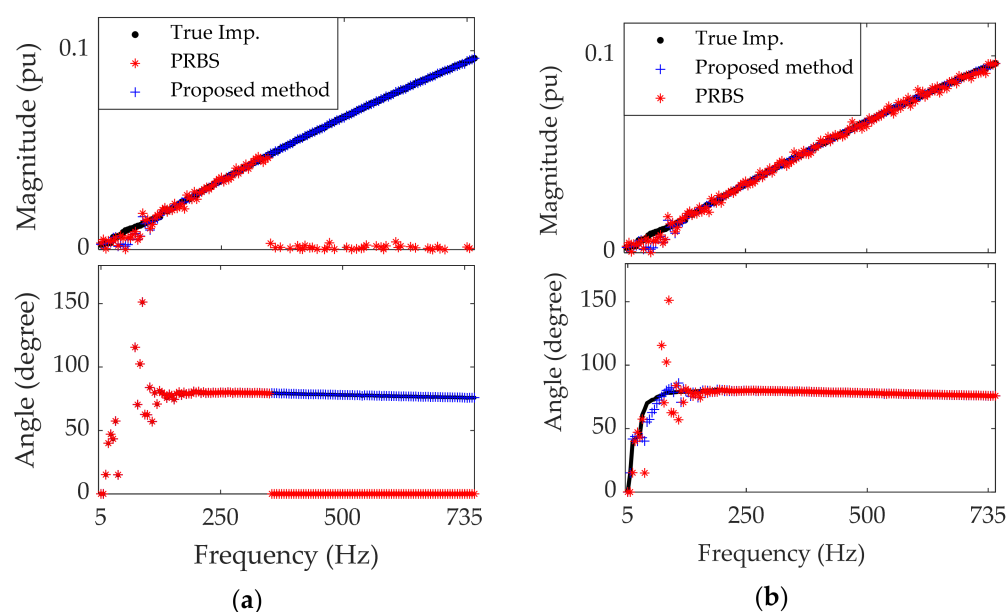 True Imp.
PRBS
Proposed method
0.1
0
Magnitude (pu)
150
100
50
0
Angle (degree)
5
250
500
735
Frequency (Hz)
(a)
True Imp.
Proposed method
PRBS
0.1
0
Magnitude (pu)
150
100
50
0
Angle (degree)
5
250
500
735
Frequency (Hz)
(b)